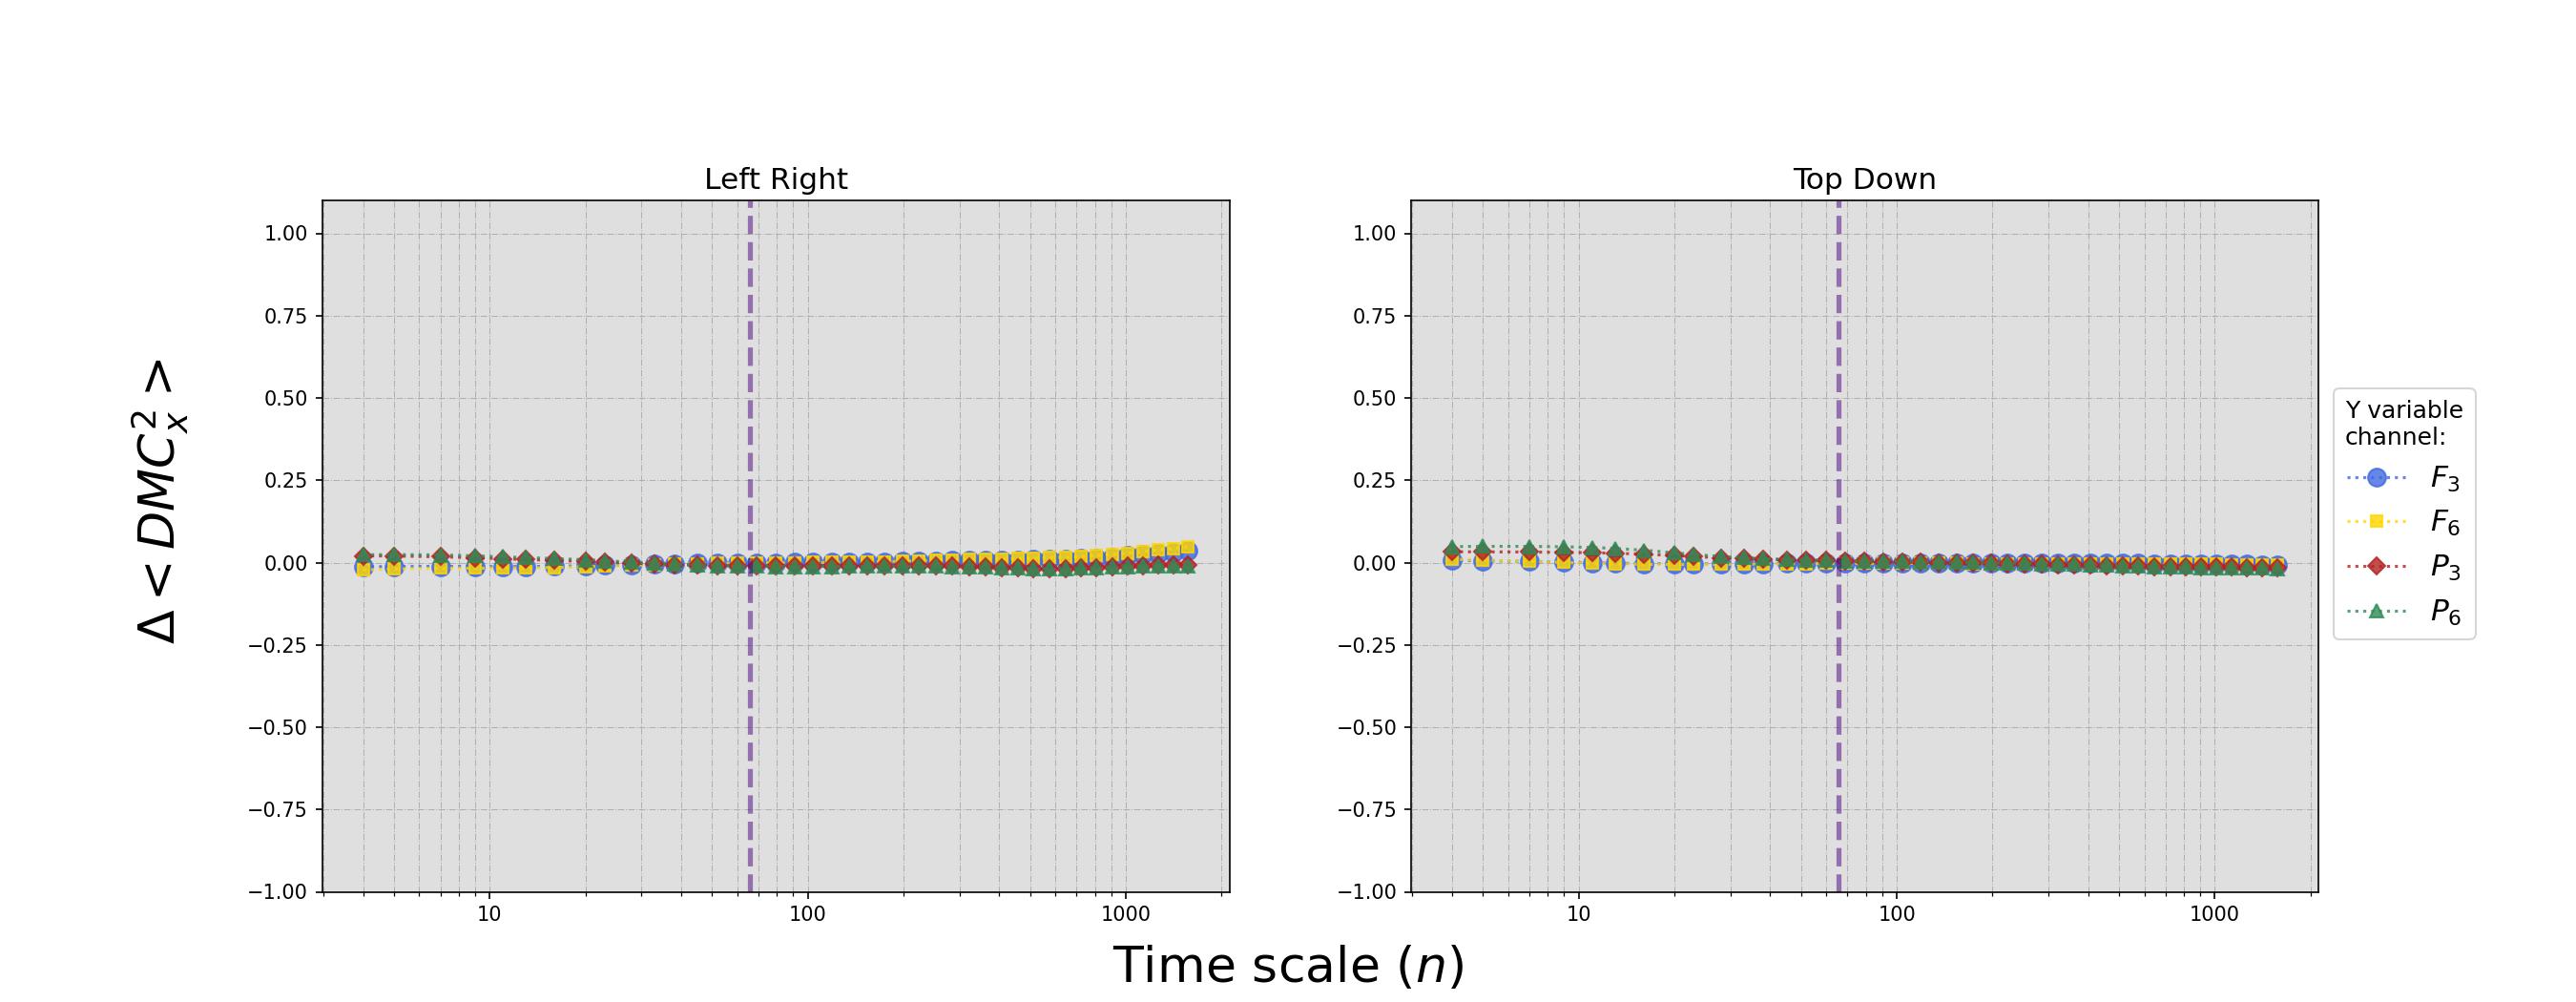 Left Right
Top Down
1.00
0.75
0.50
0.25
0.00
−0.25
−0.50
−0.75
−1.00
10 100 1000
1.00
0.75
0.50
0.25
0.00
−0.25
−0.50
−0.75
−1.00
10 100 1000
Δ < DMC²ₓ >
Time scale (n)
Y variable
channel:
F₃
F₆
P₃
P₆